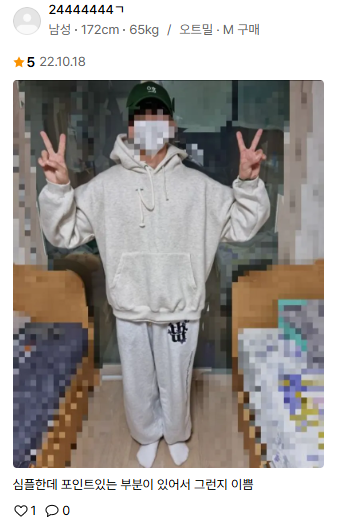 24444444ㄱ
남성 · 172cm · 65kg / 오트밀 · M 구매
5 22.10.18
심플한데 포인트있는 부분이 있어서 그런지 이쁨
1 0